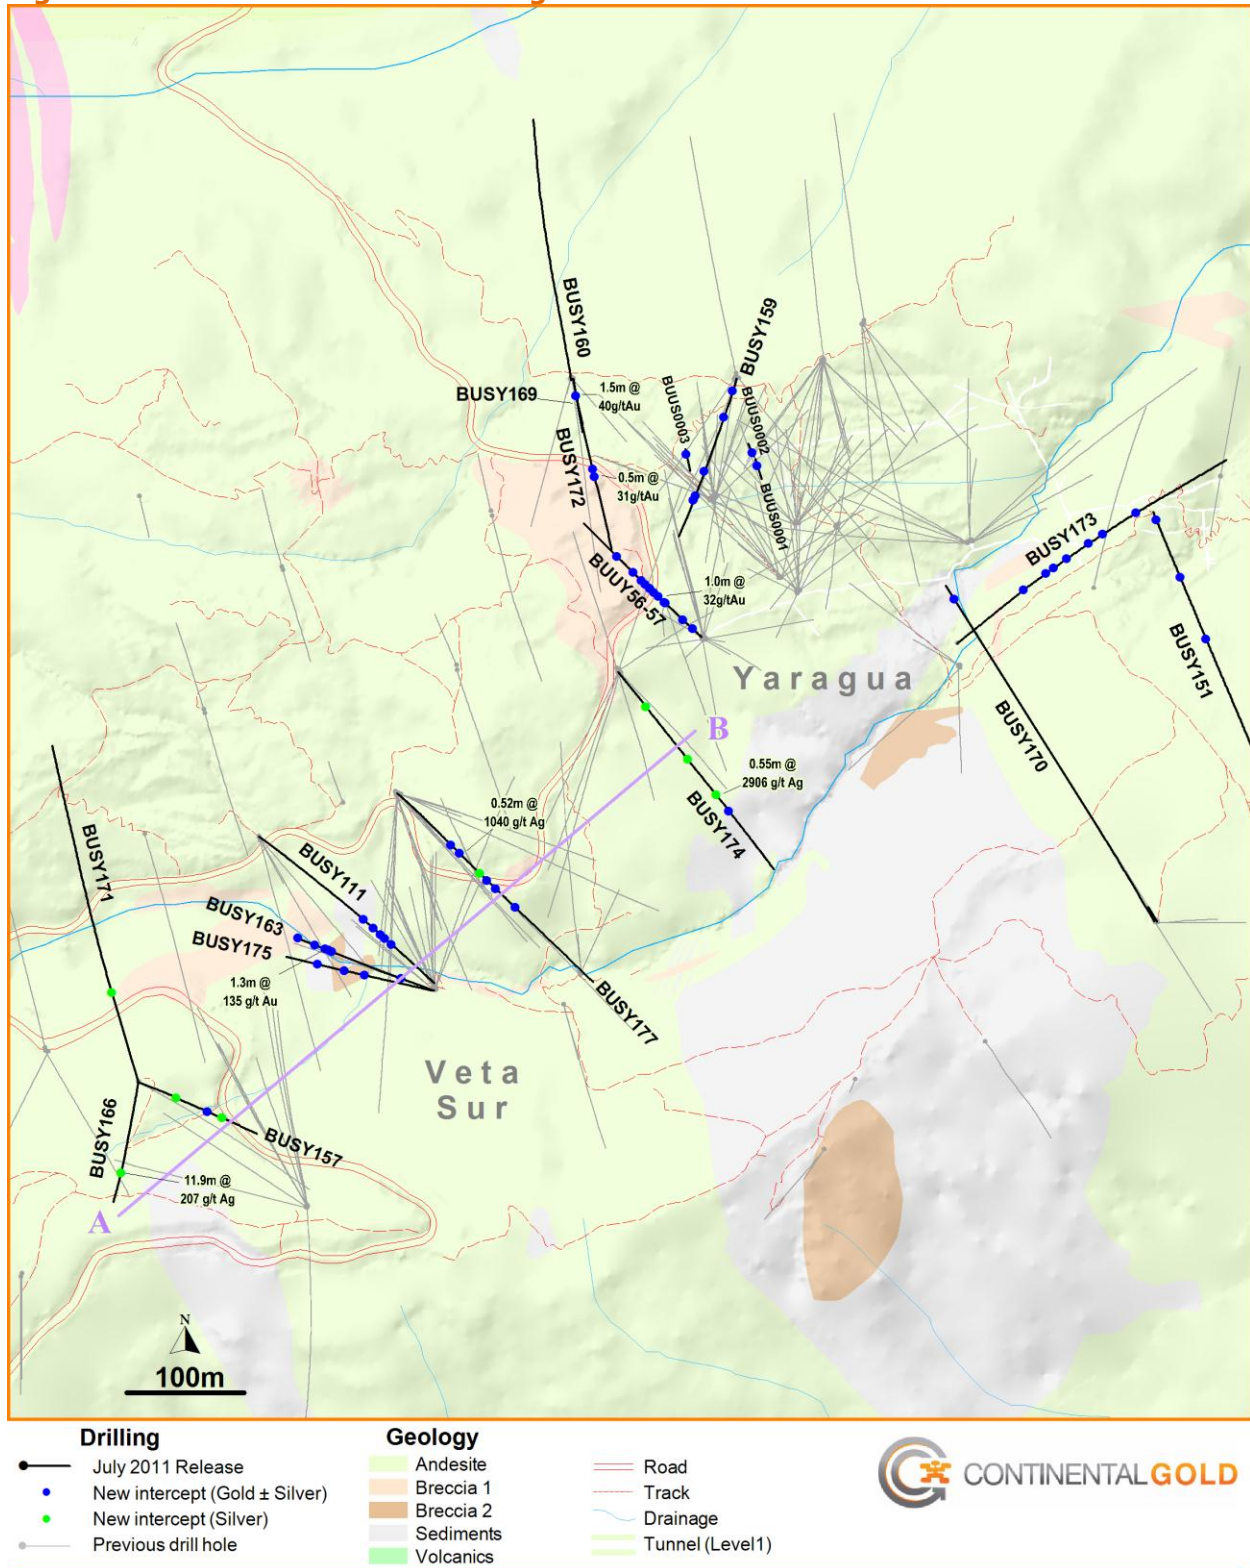 BUSY160
BUSY159
BUSY169
1.5m @
40g/tAu
BUUS0003
BUUS0002
BUSY172
0.5m @
31g/tAu
BUUS0001
BUSY173
BUUY56-57
1.0m @
32g/tAu
BUSY151
Yaragua
BUSY170
B
0.55m @
2906 g/t Ag
BUSY174
0.52m @
1040 g/t Ag
BUSY171
BUSY111
BUSY163
BUSY175
1.3m @
135 g/t Au
BUSY177
Veta
Sur
BUSY166
BUSY157
11.9m @
207 g/t Ag
A
N
100m
Drilling
July 2011 Release
New intercept (Gold ± Silver)
New intercept (Silver)
Previous drill hole
Geology
Andesite
Breccia 1
Breccia 2
Sediments
Volcanics
Road
Track
Drainage
Tunnel (Level1)
CONTINENTAL GOLD